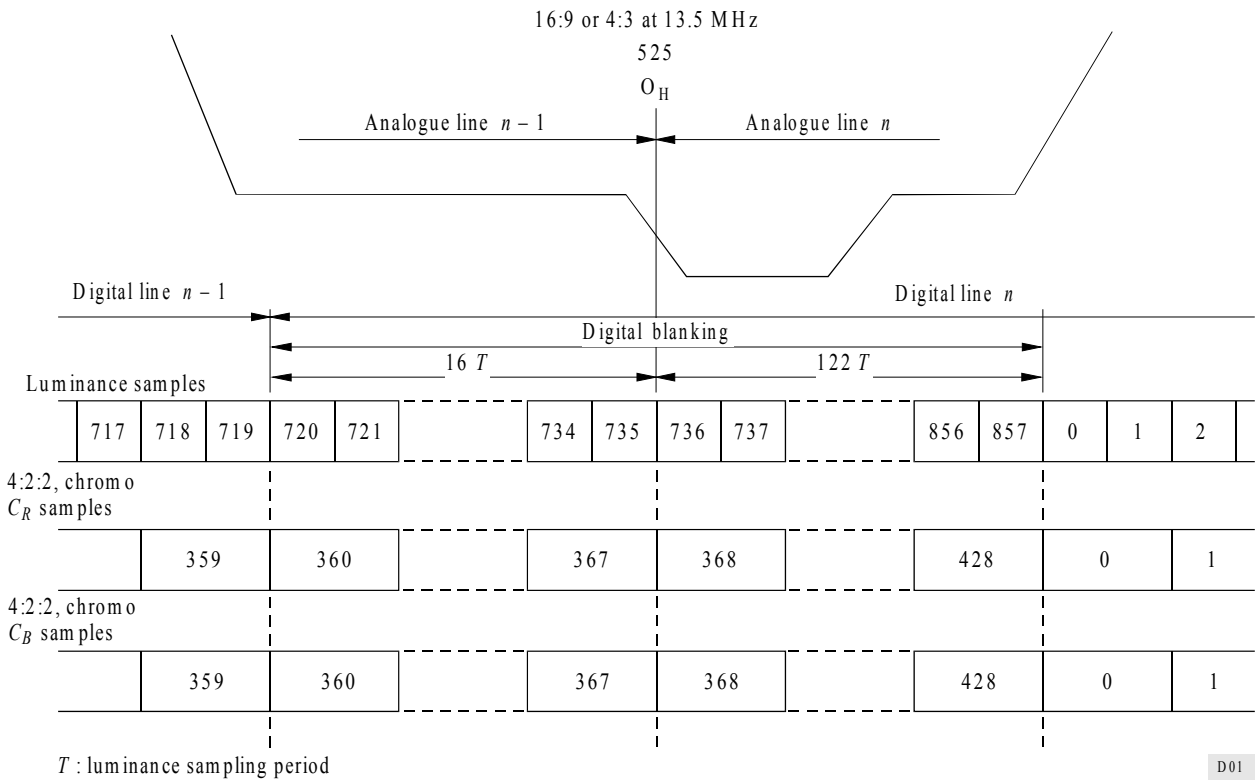 16:9 or 4:3 at 13.5 MHz
525
O_H
Analogue line n – 1
Analogue line n
Digital line n – 1
Digital line n
Digital blanking
16 T
122 T
Luminance samples
717 718 719 720 721 734 735 736 737 856 857 0 1 2
4:2:2, chromo
C_R samples
359 360 367 368 428 0 1
4:2:2, chromo
C_B samples
359 360 367 368 428 0 1
T : luminance sampling period
D01